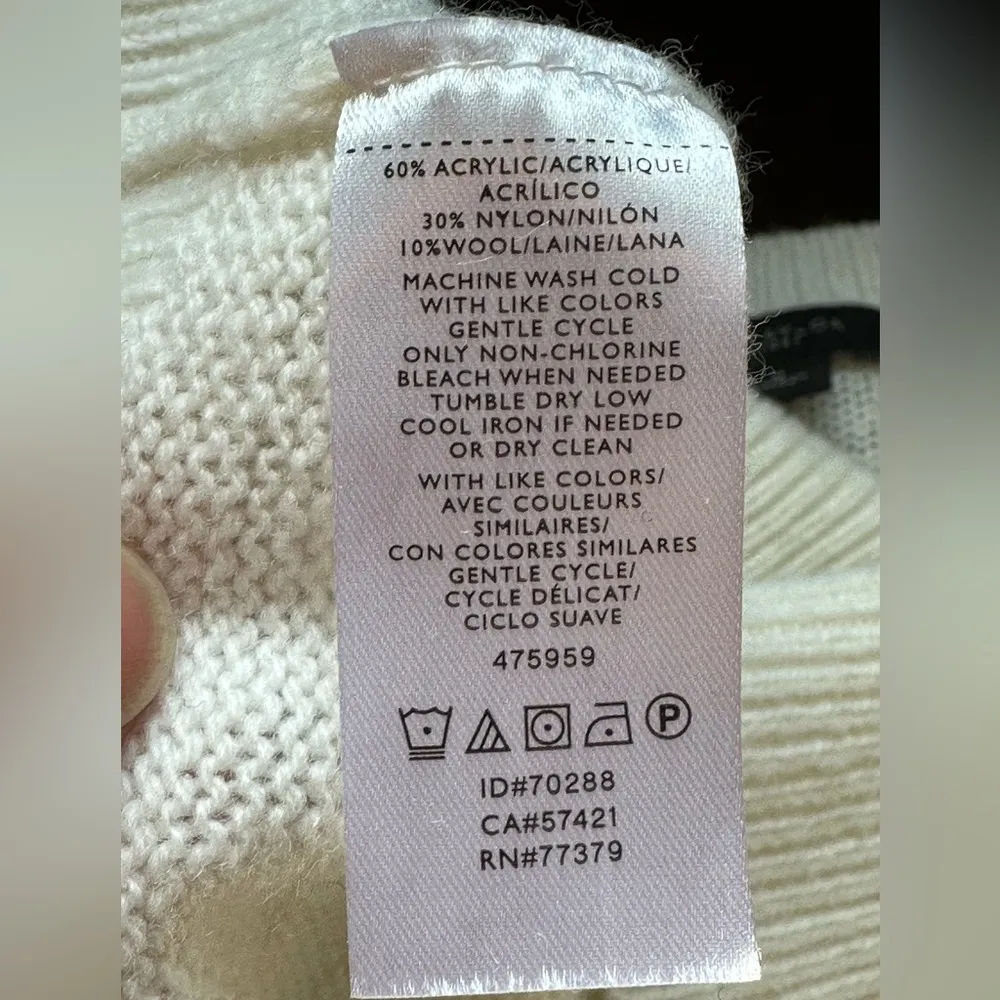 60% ACRYLIC/ACRYLIQUE/
ACRÍLICO
30% NYLON/NILÓN
10%WOOL/LAINE/LANA
MACHINE WASH COLD
WITH LIKE COLORS
GENTLE CYCLE
ONLY NON-CHLORINE
BLEACH WHEN NEEDED
TUMBLE DRY LOW
COOL IRON IF NEEDED
OR DRY CLEAN
WITH LIKE COLORS/
AVEC COULEURS
SIMILAIRES/
CON COLORES SIMILARES
GENTLE CYCLE/
CYCLE DÉLICAT/
CICLO SUAVE
475959
P
ID#70288
CA#57421
RN#77379